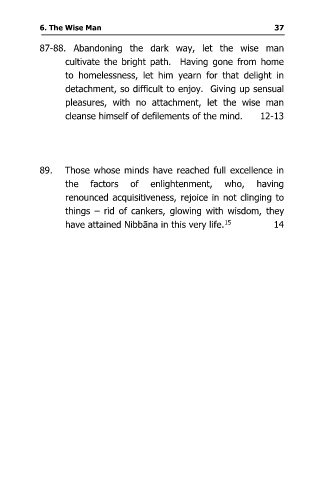 6. The Wise Man 37
87-88. Abandoning the dark way, let the wise man
cultivate the bright path. Having gone from home
to homelessness, let him yearn for that delight in
detachment, so difficult to enjoy. Giving up sensual
pleasures, with no attachment, let the wise man
cleanse himself of defilements of the mind. 12-13
89. Those whose minds have reached full excellence in
the factors of enlightenment, who, having
renounced acquisitiveness, rejoice in not clinging to
things – rid of cankers, glowing with wisdom, they
have attained Nibbāna in this very life.15 14